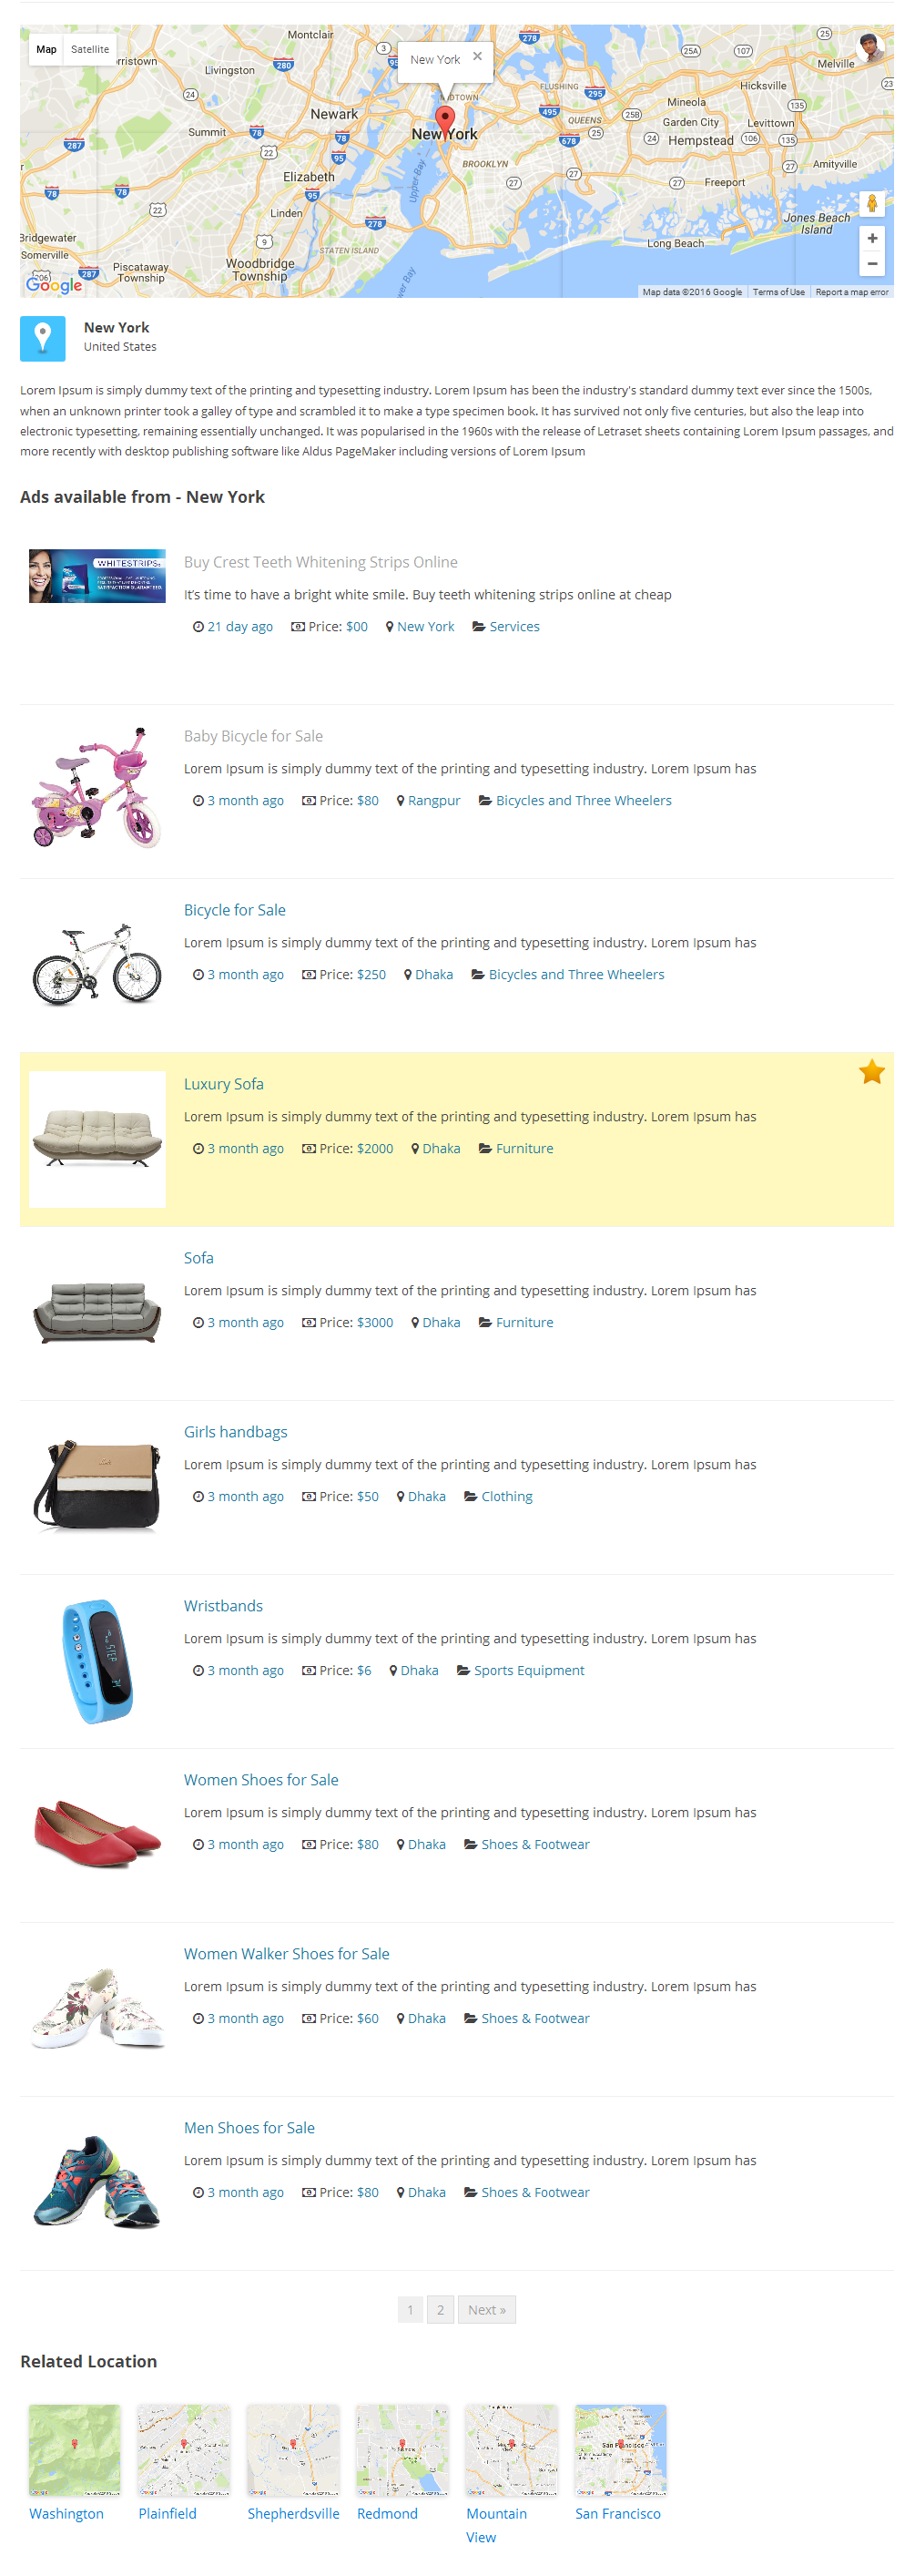 Map
Satellite
New York
Montclair
rristown
Livingston
Newark
Summit
Elizabeth
Linden
Bridgewater
Somerville
Piscataway
Township
Woodbridge
Township
STATEN ISLAND
Upper Bay
wer Bay
New York
BROOKLYN
FLUSHING
QUEENS
Mineola
Garden City
Hempstead
Hicksville
Levittown
Melville
Amityville
Freeport
Long Beach
Jones Beach
Island
Google
Map data ©2016 Google
Terms of Use
Report a map error
New York
United States
Lorem Ipsum is simply dummy text of the printing and typesetting industry. Lorem Ipsum has been the industry's standard dummy text ever since the 1500s,
when an unknown printer took a galley of type and scrambled it to make a type specimen book. It has survived not only five centuries, but also the leap into
electronic typesetting, remaining essentially unchanged. It was popularised in the 1960s with the release of Letraset sheets containing Lorem Ipsum passages, and
more recently with desktop publishing software like Aldus PageMaker including versions of Lorem Ipsum
Ads available from - New York
WHITESTRIPS
Buy Crest Teeth Whitening Strips Online
It's time to have a bright white smile. Buy teeth whitening strips online at cheap
21 day ago Price: $00 New York Services
Baby Bicycle for Sale
Lorem Ipsum is simply dummy text of the printing and typesetting industry. Lorem Ipsum has
3 month ago Price: $80 Rangpur Bicycles and Three Wheelers
Bicycle for Sale
Lorem Ipsum is simply dummy text of the printing and typesetting industry. Lorem Ipsum has
3 month ago Price: $250 Dhaka Bicycles and Three Wheelers
Luxury Sofa
Lorem Ipsum is simply dummy text of the printing and typesetting industry. Lorem Ipsum has
3 month ago Price: $2000 Dhaka Furniture
Sofa
Lorem Ipsum is simply dummy text of the printing and typesetting industry. Lorem Ipsum has
3 month ago Price: $3000 Dhaka Furniture
Girls handbags
Lorem Ipsum is simply dummy text of the printing and typesetting industry. Lorem Ipsum has
3 month ago Price: $50 Dhaka Clothing
Wristbands
Lorem Ipsum is simply dummy text of the printing and typesetting industry. Lorem Ipsum has
3 month ago Price: $6 Dhaka Sports Equipment
STEP
Women Shoes for Sale
Lorem Ipsum is simply dummy text of the printing and typesetting industry. Lorem Ipsum has
3 month ago Price: $80 Dhaka Shoes & Footwear
Women Walker Shoes for Sale
Lorem Ipsum is simply dummy text of the printing and typesetting industry. Lorem Ipsum has
3 month ago Price: $60 Dhaka Shoes & Footwear
Men Shoes for Sale
Lorem Ipsum is simply dummy text of the printing and typesetting industry. Lorem Ipsum has
3 month ago Price: $80 Dhaka Shoes & Footwear
1 2 Next »
Related Location
Washington
Plainfield
Shepherdsville
Redmond
Mountain
View
San Francisco